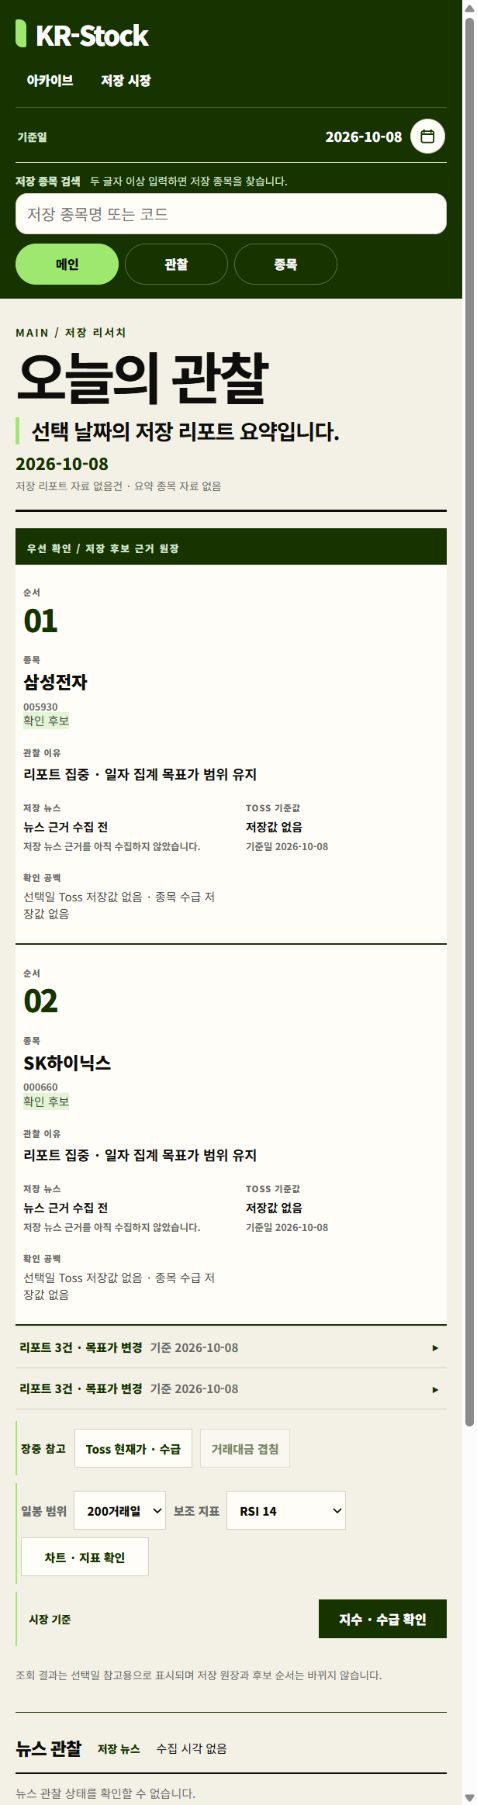 KR-Stock
아카이브 저장 시장
기준일 2026-10-08
저장 종목 검색 두 글자 이상 입력하면 저장 종목을 찾습니다.
저장 종목명 또는 코드
메인 관찰 종목
MAIN / 저장 리서치
오늘의 관찰
선택 날짜의 저장 리포트 요약입니다.
2026-10-08
저장 리포트 자료 없음건 · 요약 종목 자료 없음
우선 확인 / 저장 후보 근거 원장
순서
01
종목
삼성전자
005930
확인 후보
관찰 이유
리포트 집중 · 일자 집계 목표가 범위 유지
저장 뉴스 TOSS 기준값
뉴스 근거 수집 전 저장값 없음
저장 뉴스 근거를 아직 수집하지 않았습니다. 기준일 2026-10-08
확인 공백
선택일 Toss 저장값 없음 · 종목 수급 저
장값 없음
순서
02
종목
SK하이닉스
000660
확인 후보
관찰 이유
리포트 집중 · 일자 집계 목표가 범위 유지
저장 뉴스 TOSS 기준값
뉴스 근거 수집 전 저장값 없음
저장 뉴스 근거를 아직 수집하지 않았습니다. 기준일 2026-10-08
확인 공백
선택일 Toss 저장값 없음 · 종목 수급 저
장값 없음
리포트 3건 · 목표가 변경 기준 2026-10-08
리포트 3건 · 목표가 변경 기준 2026-10-08
장중 참고 Toss 현재가 · 수급 거래대금 겹침
일봉 범위 200거래일 보조 지표 RSI 14
차트 · 지표 확인
시장 기준 지수 · 수급 확인
조회 결과는 선택일 참고용으로 표시되며 저장 원장과 후보 순서는 바뀌지 않습니다.
뉴스 관찰 저장 뉴스 수집 시각 없음
뉴스 관찰 상태를 확인할 수 없습니다.